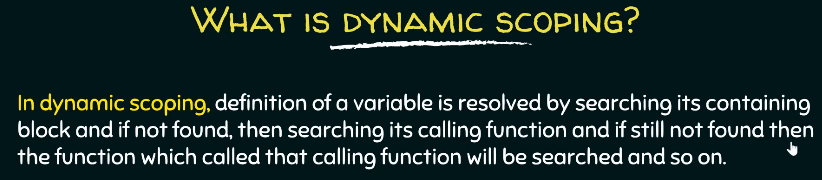 What is dynamic scoping?
In dynamic scoping, definition of a variable is resolved by searching its containing
block and if not found, then searching its calling function and if still not found then
the function which called that calling function will be searched and so on.